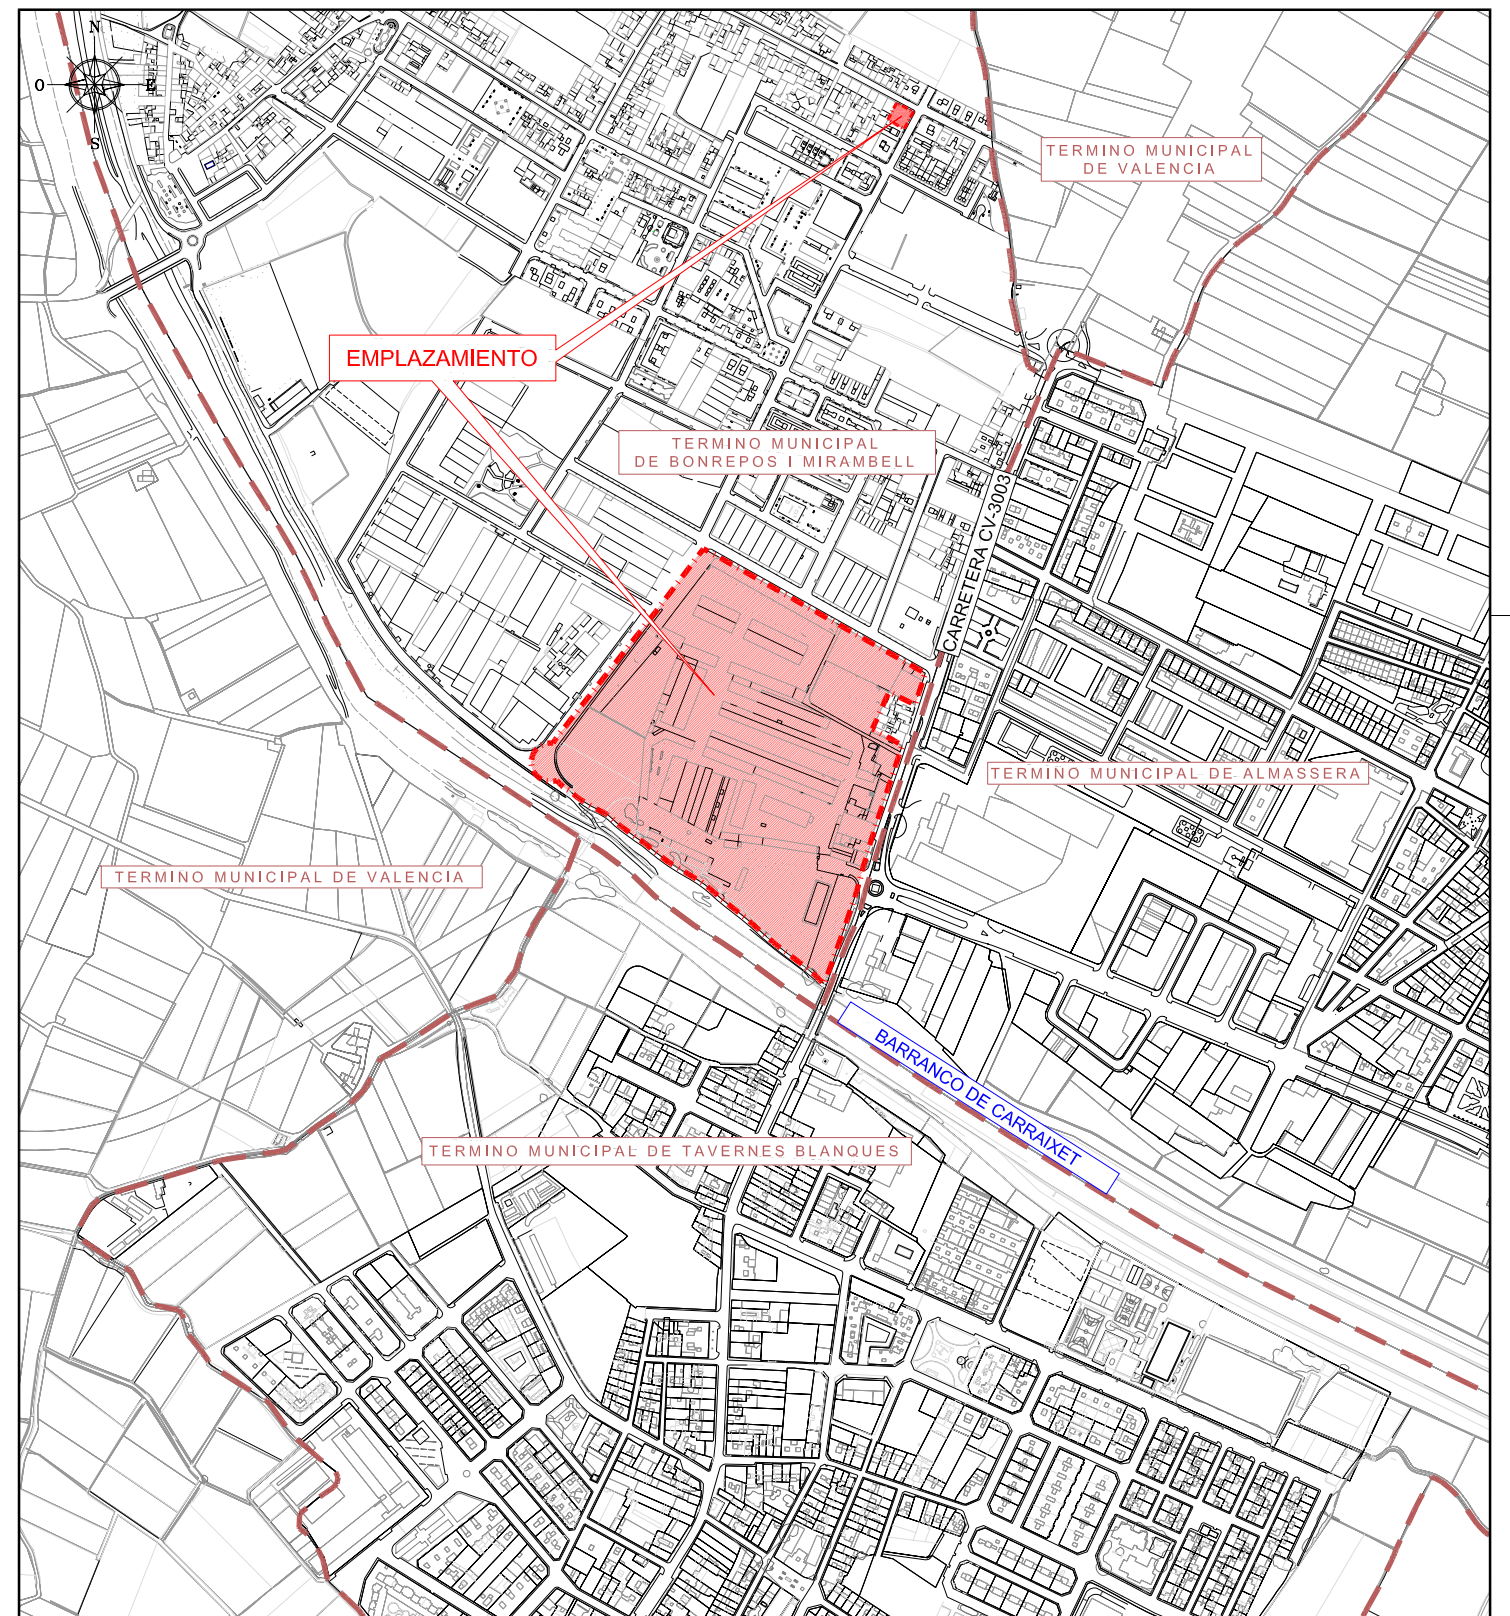 N
O
E
S
TERMINO MUNICIPAL
DE VALENCIA
EMPLAZAMIENTO
TERMINO MUNICIPAL
DE BONREPOS I MIRAMBELL
CARRETERA CV-3003
TERMINO MUNICIPAL DE ALMASSERA
TERMINO MUNICIPAL DE VALENCIA
BARRANCO DE CARRAIXET
TERMINO MUNICIPAL DE TAVERNES BLANQUES